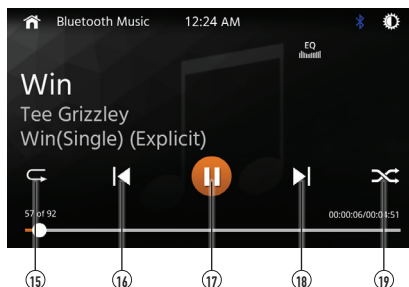 Bluetooth Music 12:24 AM
EQ
Win
Tee Grizzley
Win(Single) (Explicit)
57 of 92 00:00:06/00:04:51
15 16 17 18 19